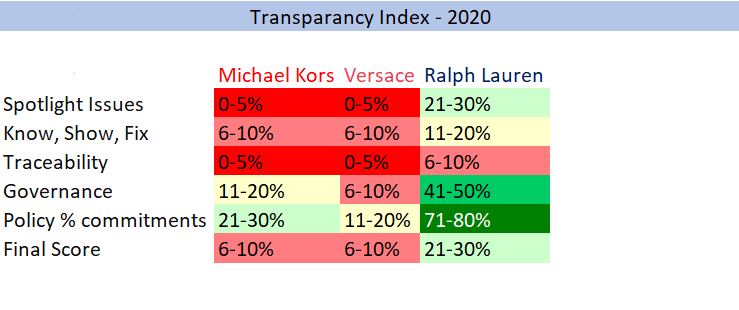 Transparancy Index - 2020
Michael Kors Versace Ralph Lauren
Spotlight Issues 0-5% 0-5% 21-30%
Know, Show, Fix 6-10% 6-10% 11-20%
Traceability 0-5% 0-5% 6-10%
Governance 11-20% 6-10% 41-50%
Policy % commitments 21-30% 11-20% 71-80%
Final Score 6-10% 6-10% 21-30%